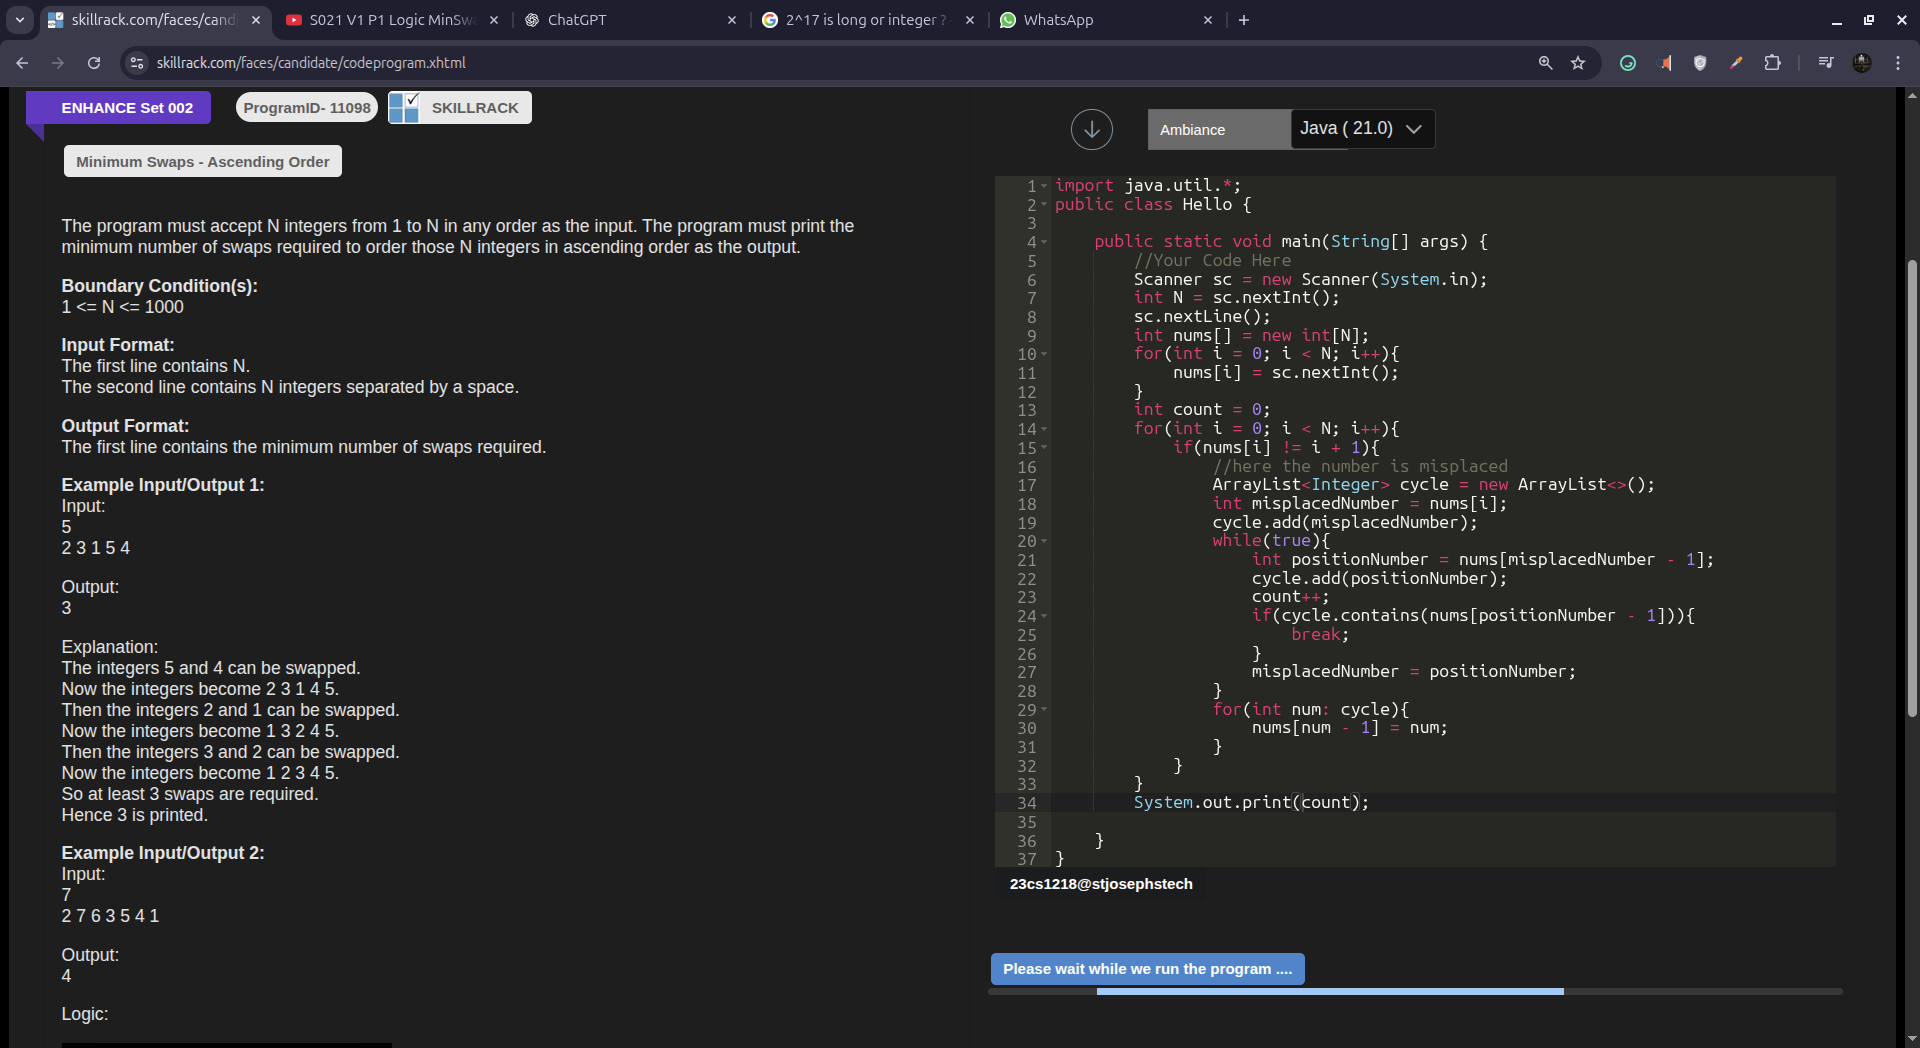 skillrack.com/faces/candi
S021 V1 P1 Logic MinSwa
ChatGPT
2^17 is long or integer ? -
WhatsApp
skillrack.com/faces/candidate/codeprogram.xhtml
ENHANCE Set 002
ProgramID- 11098
SKILLRACK
Minimum Swaps - Ascending Order
The program must accept N integers from 1 to N in any order as the input. The program must print the
minimum number of swaps required to order those N integers in ascending order as the output.
Boundary Condition(s):
1 <= N <= 1000
Input Format:
The first line contains N.
The second line contains N integers separated by a space.
Output Format:
The first line contains the minimum number of swaps required.
Example Input/Output 1:
Input:
5
2 3 1 5 4
Output:
3
Explanation:
The integers 5 and 4 can be swapped.
Now the integers become 2 3 1 4 5.
Then the integers 2 and 1 can be swapped.
Now the integers become 1 3 2 4 5.
Then the integers 3 and 2 can be swapped.
Now the integers become 1 2 3 4 5.
So at least 3 swaps are required.
Hence 3 is printed.
Example Input/Output 2:
Input:
7
2 7 6 3 5 4 1
Output:
4
Logic:
Ambiance
Java ( 21.0)
1 import java.util.*;
2 public class Hello {
3
4 public static void main(String[] args) {
5 //Your Code Here
6 Scanner sc = new Scanner(System.in);
7 int N = sc.nextInt();
8 sc.nextLine();
9 int nums[] = new int[N];
10 for(int i = 0; i < N; i++){
11 nums[i] = sc.nextInt();
12 }
13 int count = 0;
14 for(int i = 0; i < N; i++){
15 if(nums[i] != i + 1){
16 //here the number is misplaced
17 ArrayList<Integer> cycle = new ArrayList<>();
18 int misplacedNumber = nums[i];
19 cycle.add(misplacedNumber);
20 while(true){
21 int positionNumber = nums[misplacedNumber - 1];
22 cycle.add(positionNumber);
23 count++;
24 if(cycle.contains(nums[positionNumber - 1])){
25 break;
26 }
27 misplacedNumber = positionNumber;
28 }
29 for(int num: cycle){
30 nums[num - 1] = num;
31 }
32 }
33 }
34 System.out.print(count);
35
36 }
37 }
23cs1218@stjosephstech
Please wait while we run the program ....